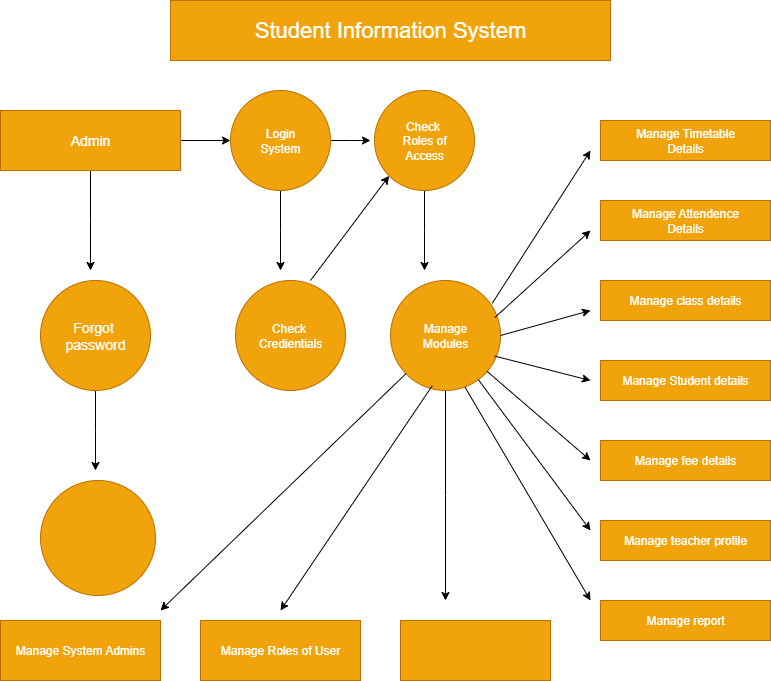 Student Information System
Admin
Login
System
Check
Roles of
Access
Manage Timetable
Details
Manage Attendence
Details
Forgot
password
Check
Credientials
Manage
Modules
Manage class details
Manage Student details
Manage fee details
Manage teacher profile
Manage report
Manage System Admins
Manage Roles of User